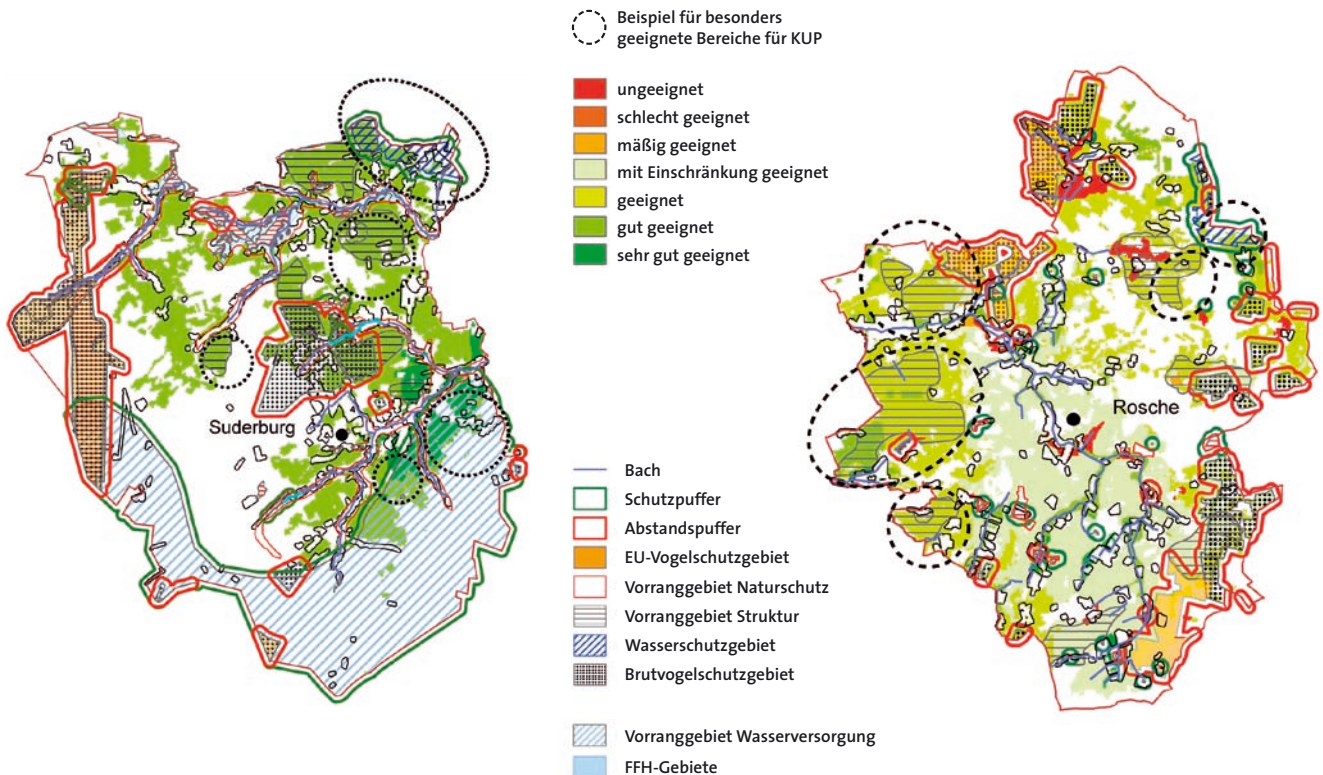 Beispiel für besonders
geeignete Bereiche für KUP
ungeeignet
schlecht geeignet
mäßig geeignet
mit Einschränkung geeignet
geeignet
gut geeignet
sehr gut geeignet
Suderburg
Rosche
Bach
Schutzpuffer
Abstandspuffer
EU-Vogelschutzgebiet
Vorranggebiet Naturschutz
Vorranggebiet Struktur
Wasserschutzgebiet
Brutvogelschutzgebiet
Vorranggebiet Wasserversorgung
FFH-Gebiete